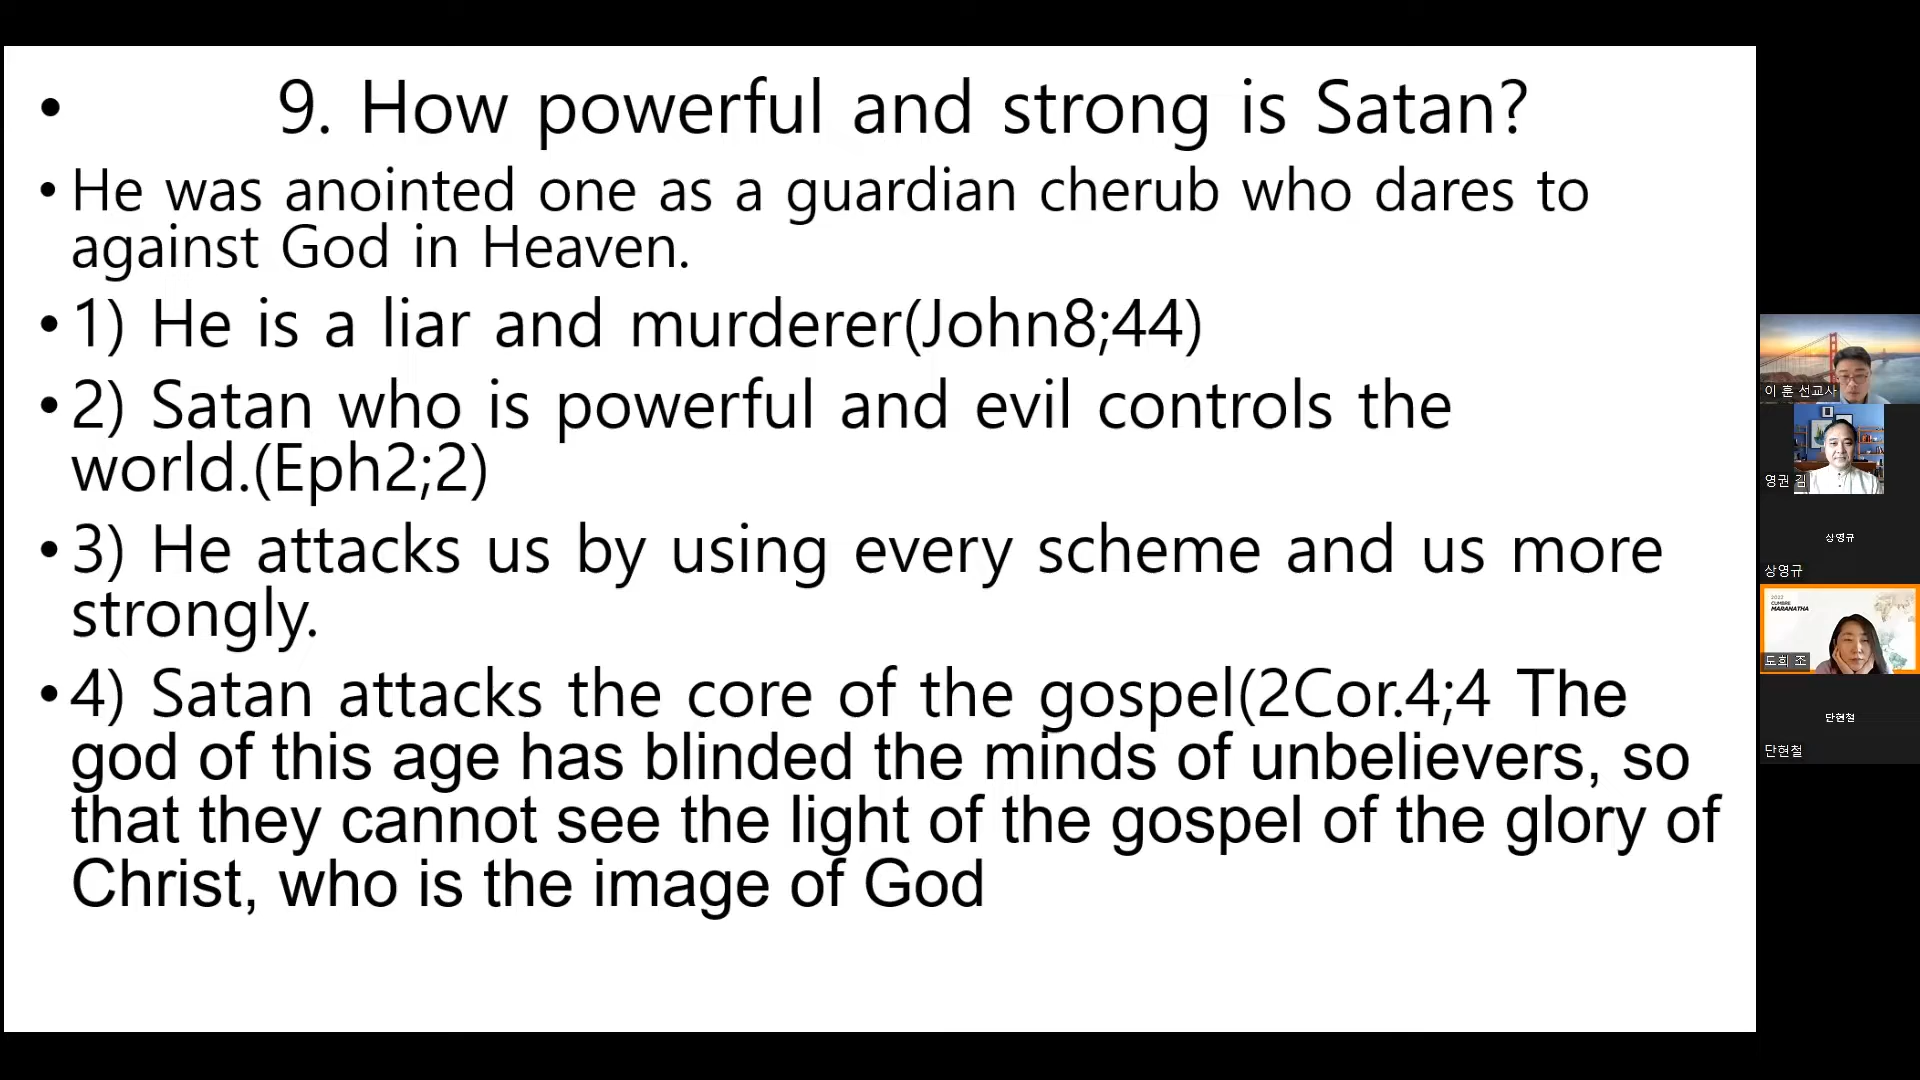 • 9. How powerful and strong is Satan?
• He was anointed one as a guardian cherub who dares to
against God in Heaven.
• 1) He is a liar and murderer(John8;44)
• 2) Satan who is powerful and evil controls the
world.(Eph2;2)
• 3) He attacks us by using every scheme and us more
strongly.
• 4) Satan attacks the core of the gospel(2Cor.4;4 The
god of this age has blinded the minds of unbelievers, so
that they cannot see the light of the gospel of the glory of
Christ, who is the image of God
이 훈 선교사
영권 김
상영규
상영규
2022
CUMBRE
MARANATHA
도희 조
단현철
단현철